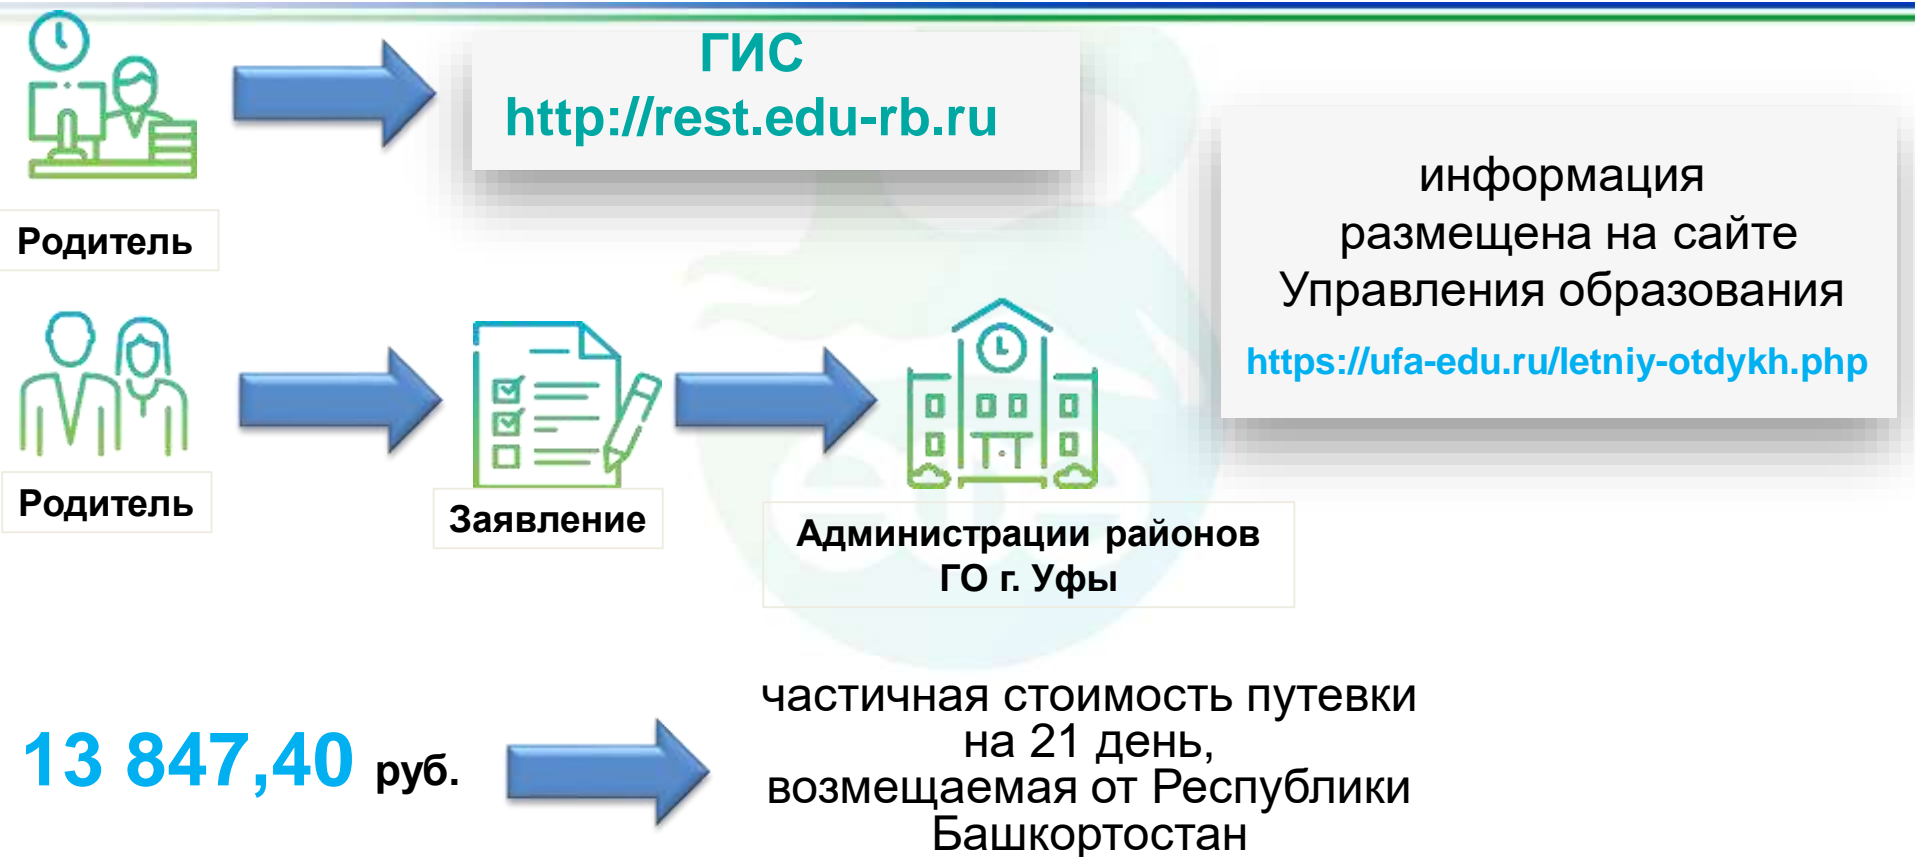 ГИС
http://rest.edu-rb.ru
Родитель
информация
размещена на сайте
Управления образования
https://ufa-edu.ru/letniy-otdykh.php
Родитель
Заявление
Администрации районов
ГО г. Уфы
13 847,40 руб.
частичная стоимость путевки
на 21 день,
возмещаемая от Республики
Башкортостан